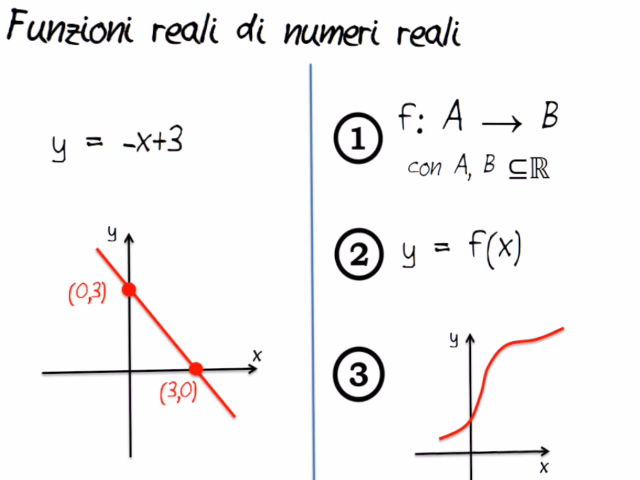 Funzioni reali di numeri reali
y = -x+3
y
(0,3)
x
(3,0)
1 f: A → B
con A, B ⊆ℝ
2 y = f(x)
3
y
x